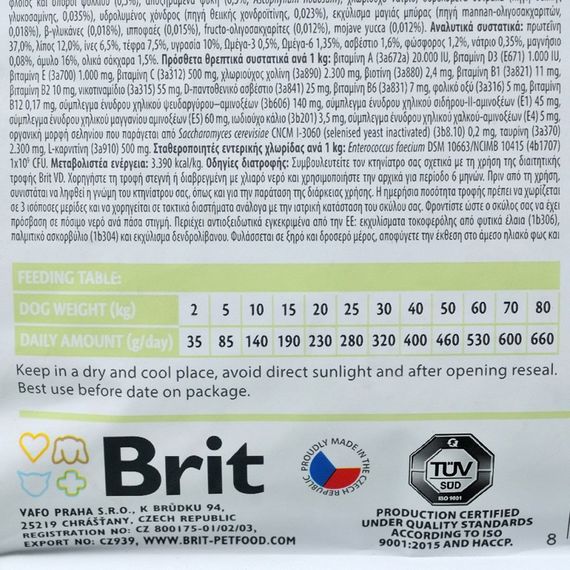 γλυκοσαμίνης, 0,035%), υδρολυμένος χόνδρος (πηγή θειικής χονδροϊτίνης, 0,023%), εκχύλισμα μαγιάς μπύρας (πηγή mannan-ολιγοσακχαριτών,
0,018%), β-γλυκάνες (0,018%), ιπποφαές (0,015%), fructo-ολιγοσακχαρίτες (0,012%), mojave yucca (0,012%). Αναλυτικά συστατικά: πρωτεΐνη
37,0%, λίπος 12,0%, ίνες 6,5%, τέφρα 7,5%, υγρασία 10%, Ωμέγα-3 0,5%, Ωμέγα-6 1,35%, ασβέστιο 1,6%, φώσφορος 1,2%, νάτριο 0,35%, μαγνήσιο
0,08%, άμυλο 16%, ολικά σάκχαρα 1,5%. Πρόσθετα θρεπτικά συστατικά ανά 1 kg: βιταμίνη A (3a672a) 20.000 IU, βιταμίνη D3 (E671) 1.000 IU,
βιταμίνη E (3a700) 1.000 mg, βιταμίνη C (3a312) 500 mg, χλωριούχος χολίνη (3a890) 2.300 mg, βιοτίνη (3a880) 2,4 mg, βιταμίνη B1 (3a821) 11 mg,
βιταμίνη B2 10 mg, νικοτιναμίδιο (3a315) 55 mg, D-παντοθενικό ασβέστιο (3a841) 25 mg, βιταμίνη B6 (3a831) 7 mg, φολικό οξύ (3a316) 5 mg, βιταμίνη
B12 0,17 mg, σύμπλεγμα ένυδρου χηλικού ψευδαργύρου–αμινοξέων (3b606) 140 mg, σύμπλεγμα ένυδρου χηλικού σιδήρου-II-αμινοξέων (E1) 45 mg,
σύμπλεγμα ένυδρου χηλικού μαγγανίου αμινοξέων (E5) 60 mg, ιωδιούχο κάλιο (3b201) 3,5 mg, σύμπλεγμα ένυδρου χηλικού χαλκού-αμινοξέων (E4) 5 mg,
οργανική μορφή σεληνίου που παράγεται από Saccharomyces cerevisiae CNCM I-3060 (selenised yeast inactivated) (3b8.10) 0,2 mg, ταυρίνη (3a370)
2.300 mg, L-καρνιτίνη (3a910) 500 mg. Σταθεροποιητές εντερικής χλωρίδας ανά 1 kg: Enterococcus faecium DSM 10663/NCIMB 10415 (4b1707)
1x10⁹ CFU. Μεταβολιστέα ενέργεια: 3.390 kcal/kg. Οδηγίες διατροφής: Συμβουλευτείτε τον κτηνίατρο σας σχετικά με τη χρήση της διαιτητικής
τροφής Brit VD. Χορηγήστε τη τροφή στεγνή ή διαβρεγμένη με χλιαρό νερό και χρησιμοποιήστε την αρχικά για περίοδο 6 μηνών. Πριν από τη χρήση,
συνιστάται να ληφθεί η γνώμη του κτηνίατρου σας, όπως και για την παράταση της διάρκειας χρήσης. Η ημερήσια ποσότητα τροφής πρέπει να χωρίζεται
σε 3 ισόποσες μερίδες και να χορηγείται σε τακτικά διαστήματα ανάλογα με την ιατρική κατάσταση του σκύλου σας. Φροντίστε ώστε ο σκύλος σας να έχει
πρόσβαση σε πόσιμο νερό ανά πάσα στιγμή. Περιέχει αντιοξειδωτικά εγκεκριμένα από την ΕΕ: εκχυλίσματα τοκοφερόλης από φυτικά έλαια (1b306),
παλμιτικό ασκορβύλιο (1b304) και εκχύλισμα δενδρολίβανου. Φυλάσσεται σε ξηρό και δροσερό μέρος, αποφύγετε την έκθεση στο άμεσο ηλιακό φως και
FEEDING TABLE:
DOG WEIGHT (kg) 2 5 10 15 20 25 30 40 50 60 70 80
DAILY AMOUNT (g/day) 35 85 140 190 230 280 320 400 460 530 600 660
Keep in a dry and cool place, avoid direct sunlight and after opening reseal.
Best use before date on package.
Brit
PROUDLY MADE IN THE CZECH REPUBLIC
TÜV
SÜD
ISO 9001
VAFO PRAHA S.R.O., K BRŮDKU 94,
25219 CHRÁŠŤANY, CZECH REPUBLIC
REGISTRATION NO: CZ 800175-01/02/03,
EXPORT NO: CZ939, WWW.BRIT-PETFOOD.COM
PRODUCTION CERTIFIED
UNDER QUALITY STANDARDS
ACCORDING TO ISO
9001:2015 AND HACCP.
8